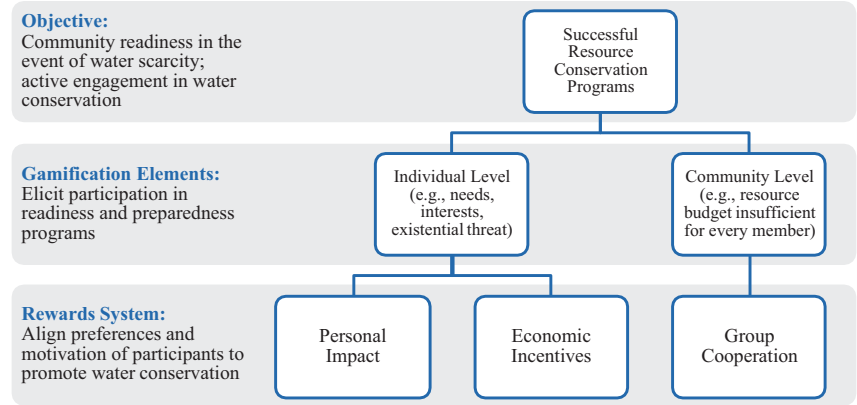 Objective:
Community readiness in the
event of water scarcity;
active engagement in water
conservation
Successful
Resource
Conservation
Programs
Gamification Elements:
Elicit participation in
readiness and preparedness
programs
Individual Level
(e.g., needs,
interests,
existential threat)
Community Level
(e.g., resource
budget insufficient
for every member)
Rewards System:
Align preferences and
motivation of participants to
promote water conservation
Personal
Impact
Economic
Incentives
Group
Cooperation